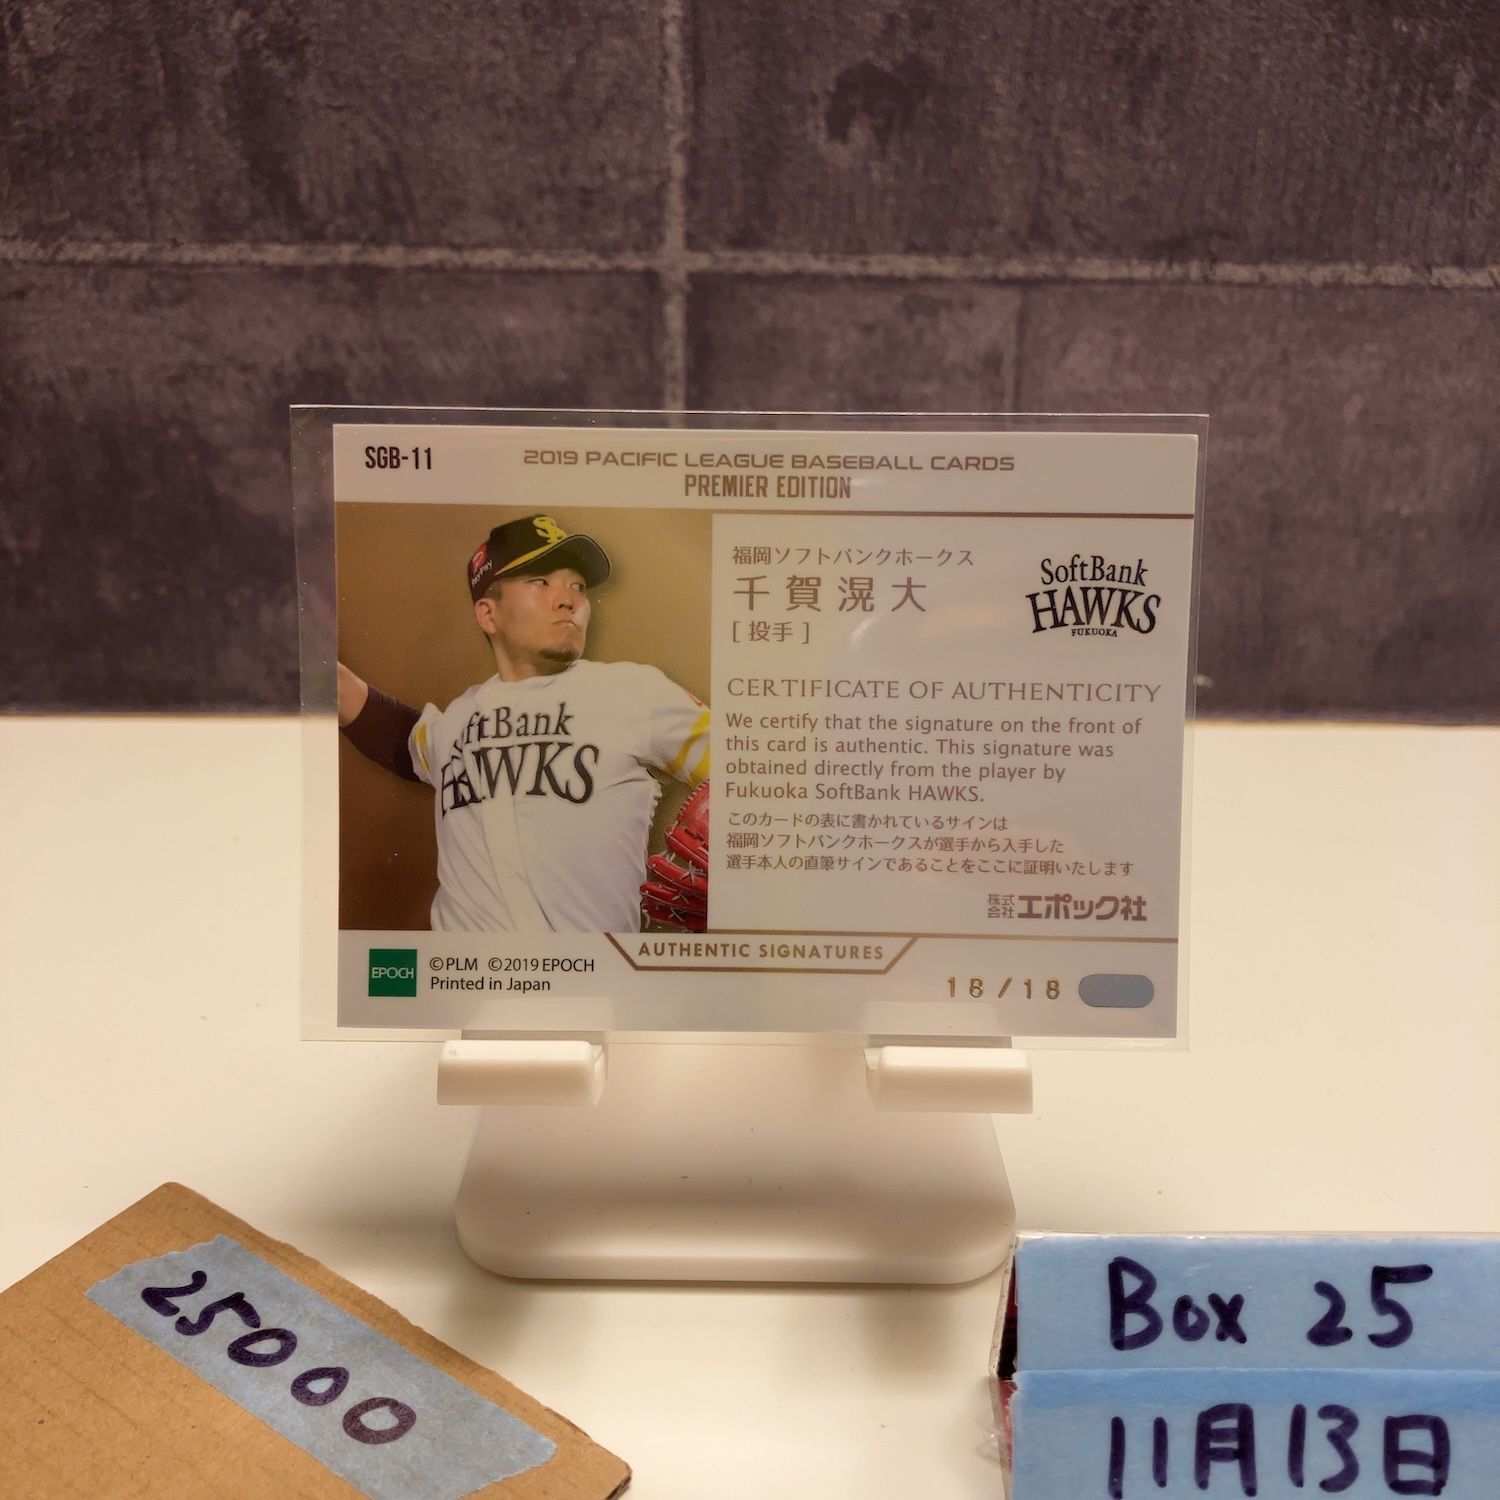 SGB-11
2019 PACIFIC LEAGUE BASEBALL CARDS
PREMIER EDITION
福岡ソフトバンクホークス
千賀滉大
[ 投手 ]
SoftBank
HAWKS
FUKUOKA
PayPay
ftBank
HAWKS
CERTIFICATE OF AUTHENTICITY
We certify that the signature on the front of
this card is authentic. This signature was
obtained directly from the player by
Fukuoka SoftBank HAWKS.
このカードの表に書かれているサインは
福岡ソフトバンクホークスが選手から入手した
選手本人の直筆サインであることをここに証明いたします
株式会社エポック社
AUTHENTIC SIGNATURES
EPOCH
©PLM ©2019 EPOCH
Printed in Japan
18/18
25000
Box 25
11月13日